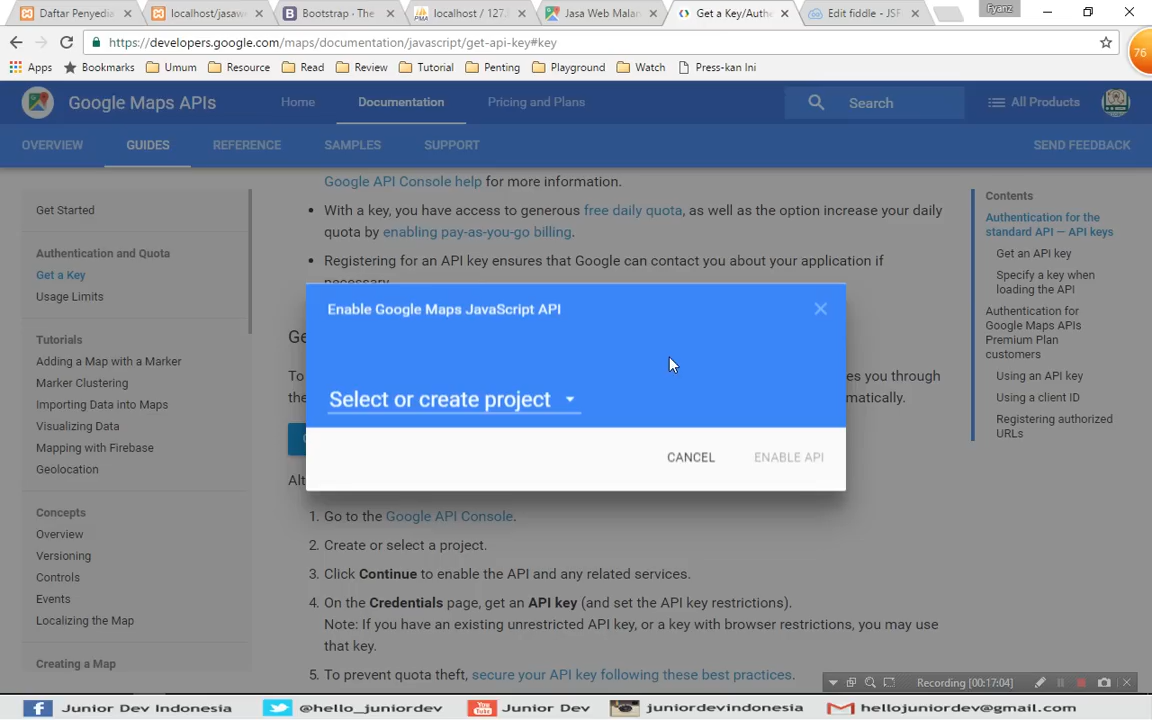 Daftar Penyedia
localhost/jasaw
Bootstrap · The
localhost / 127.
Jasa Web Malan
Get a Key/Authe
Edit fiddle - JSF
Fyanz
https://developers.google.com/maps/documentation/javascript/get-api-key#key
76
Apps
Bookmarks
Umum
Resource
Read
Review
Tutorial
Penting
Playground
Watch
Press-kan Ini
Google Maps APIs
Home
Documentation
Pricing and Plans
Search
All Products
OVERVIEW
GUIDES
REFERENCE
SAMPLES
SUPPORT
SEND FEEDBACK
Get Started
Authentication and Quota
Get a Key
Usage Limits
Tutorials
Adding a Map with a Marker
Marker Clustering
Importing Data into Maps
Visualizing Data
Mapping with Firebase
Geolocation
Concepts
Overview
Versioning
Controls
Events
Localizing the Map
Creating a Map
Google API Console help for more information.
• With a key, you have access to generous free daily quota, as well as the option increase your daily
quota by enabling pay-as-you-go billing.
• Registering for an API key ensures that Google can contact you about your application if
necessary.
Enable Google Maps JavaScript API
Select or create project
CANCEL
ENABLE API
Ge
To
es you through
the
matically.
Alt
1. Go to the Google API Console.
2. Create or select a project.
3. Click Continue to enable the API and any related services.
4. On the Credentials page, get an API key (and set the API key restrictions).
Note: If you have an existing unrestricted API key, or a key with browser restrictions, you may use
that key.
5. To prevent quota theft, secure your API key following these best practices.
Contents
Authentication for the
standard API — API keys
Get an API key
Specify a key when
loading the API
Authentication for
Google Maps APIs
Premium Plan
customers
Using an API key
Using a client ID
Registering authorized
URLs
Recording [00:17:04]
Junior Dev Indonesia
@hello_juniordev
Junior Dev
juniordevindonesia
hellojuniordev@gmail.com